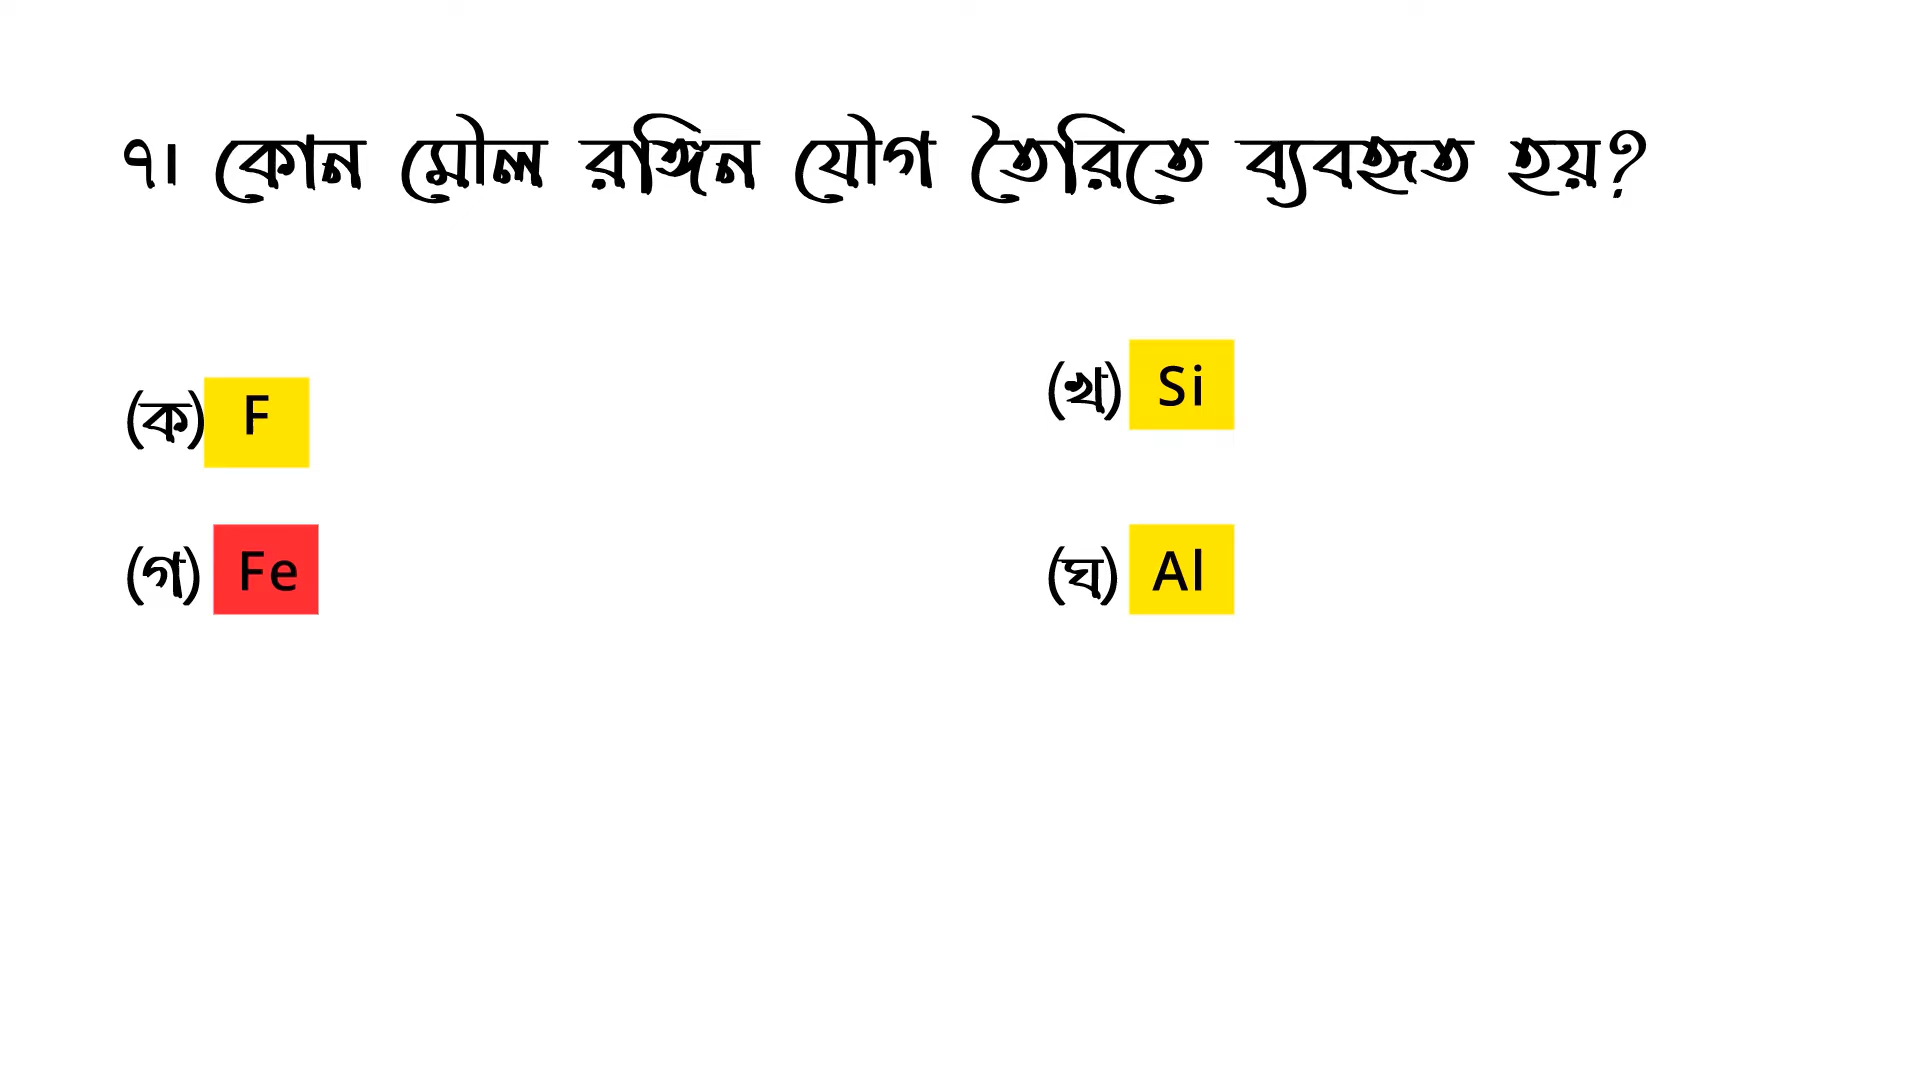 ৭। কোন মৌল রঙ্গিন যৌগ তৈরিতে ব্যবহৃত হয়?
(ক) F (খ) Si
(গ) Fe (ঘ) Al